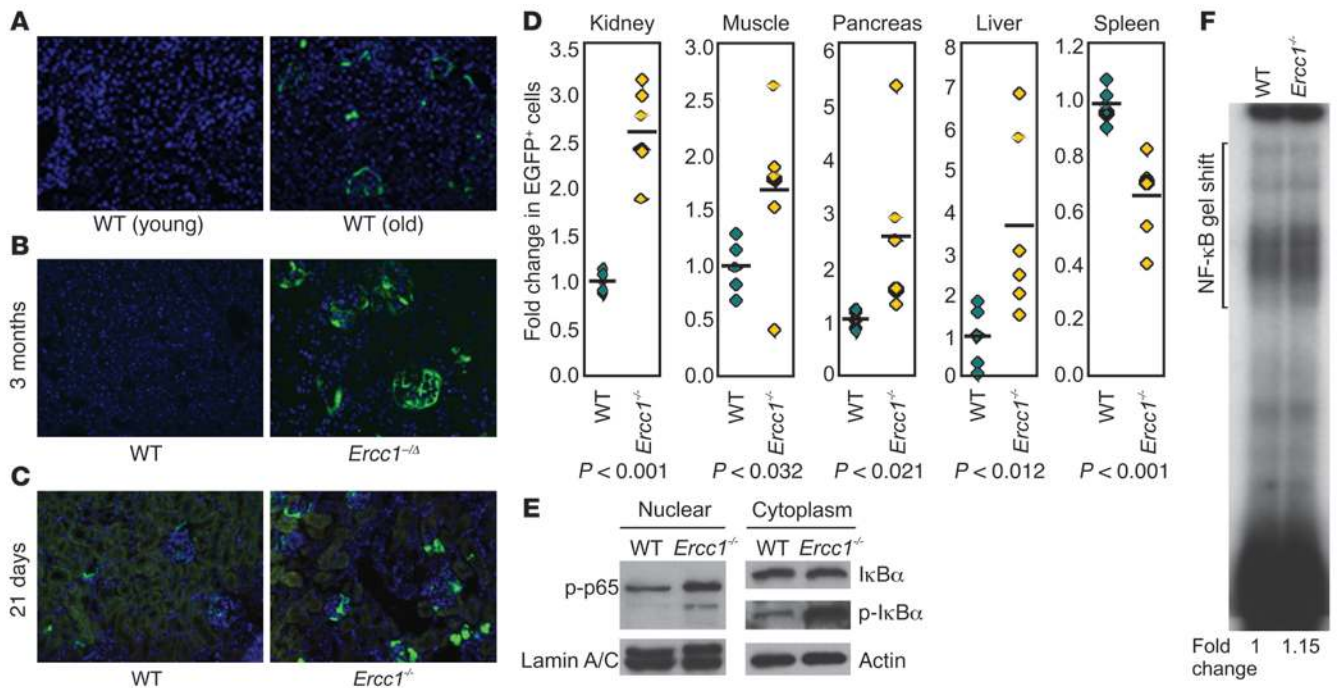 A
WT (young)
WT (old)
B
3 months
WT
Ercc1⁻/Δ
C
21 days
WT
Ercc1⁻/⁻
D
Kidney
Muscle
Pancreas
Liver
Spleen
Fold change in EGFP⁺ cells
3.5
3.0
2.5
2.0
1.5
1.0
0.5
0.0
3.0
2.5
2.0
1.5
1.0
0.5
0.0
6
5
4
3
2
1
0
8
7
6
5
4
3
2
1
0
1.2
1.0
0.8
0.6
0.4
0.2
0.0
WT
Ercc1⁻/⁻
WT
Ercc1⁻/⁻
WT
Ercc1⁻/⁻
WT
Ercc1⁻/⁻
WT
Ercc1⁻/⁻
P < 0.001
P < 0.032
P < 0.021
P < 0.012
P < 0.001
E
Nuclear
Cytoplasm
WT Ercc1⁻/⁻
WT Ercc1⁻/⁻
p-p65
IκBα
p-IκBα
Lamin A/C
Actin
F
WT
Ercc1⁻/⁻
NF-κB gel shift
Fold change
1
1.15